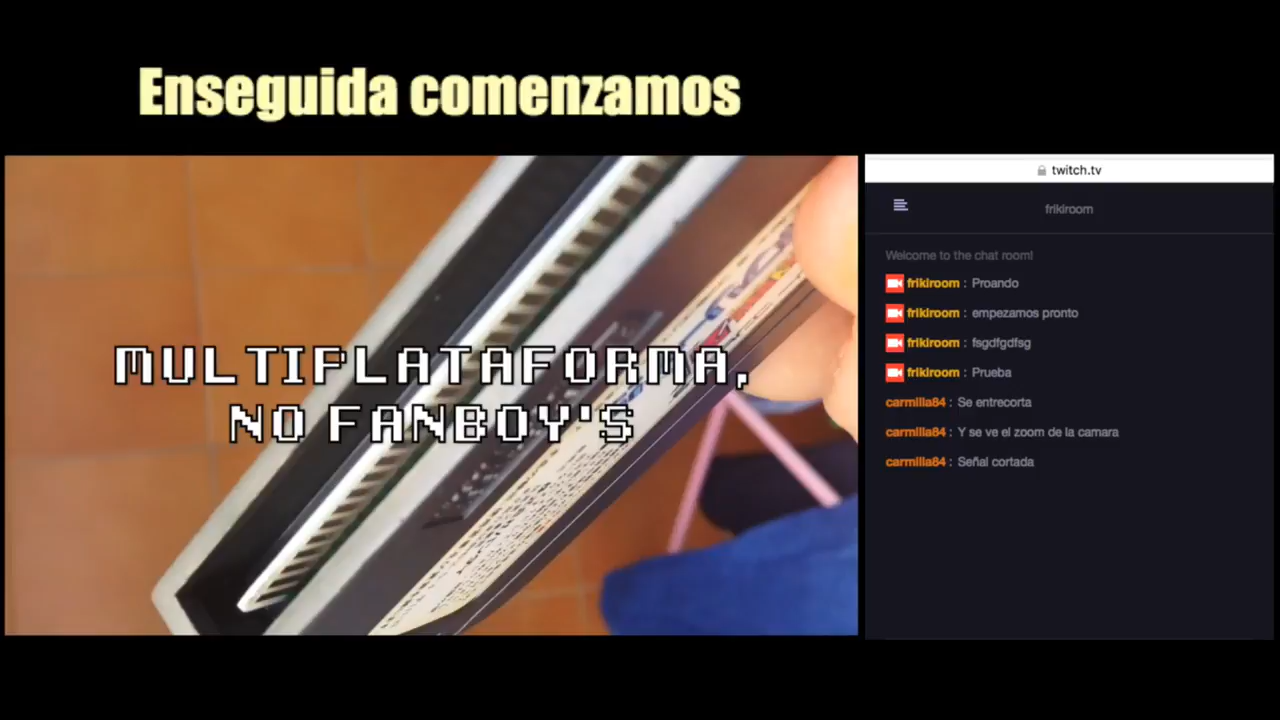 Enseguida comenzamos
MULTIPLATAFORMA,
NO FANBOY'S
twitch.tv
frikiroom
Welcome to the chat room!
frikiroom : Proando
frikiroom : empezamos pronto
frikiroom : fsgdfgdfsg
frikiroom : Prueba
carmilla84 : Se entrecorta
carmilla84 : Y se ve el zoom de la camara
carmilla84 : Señal cortada